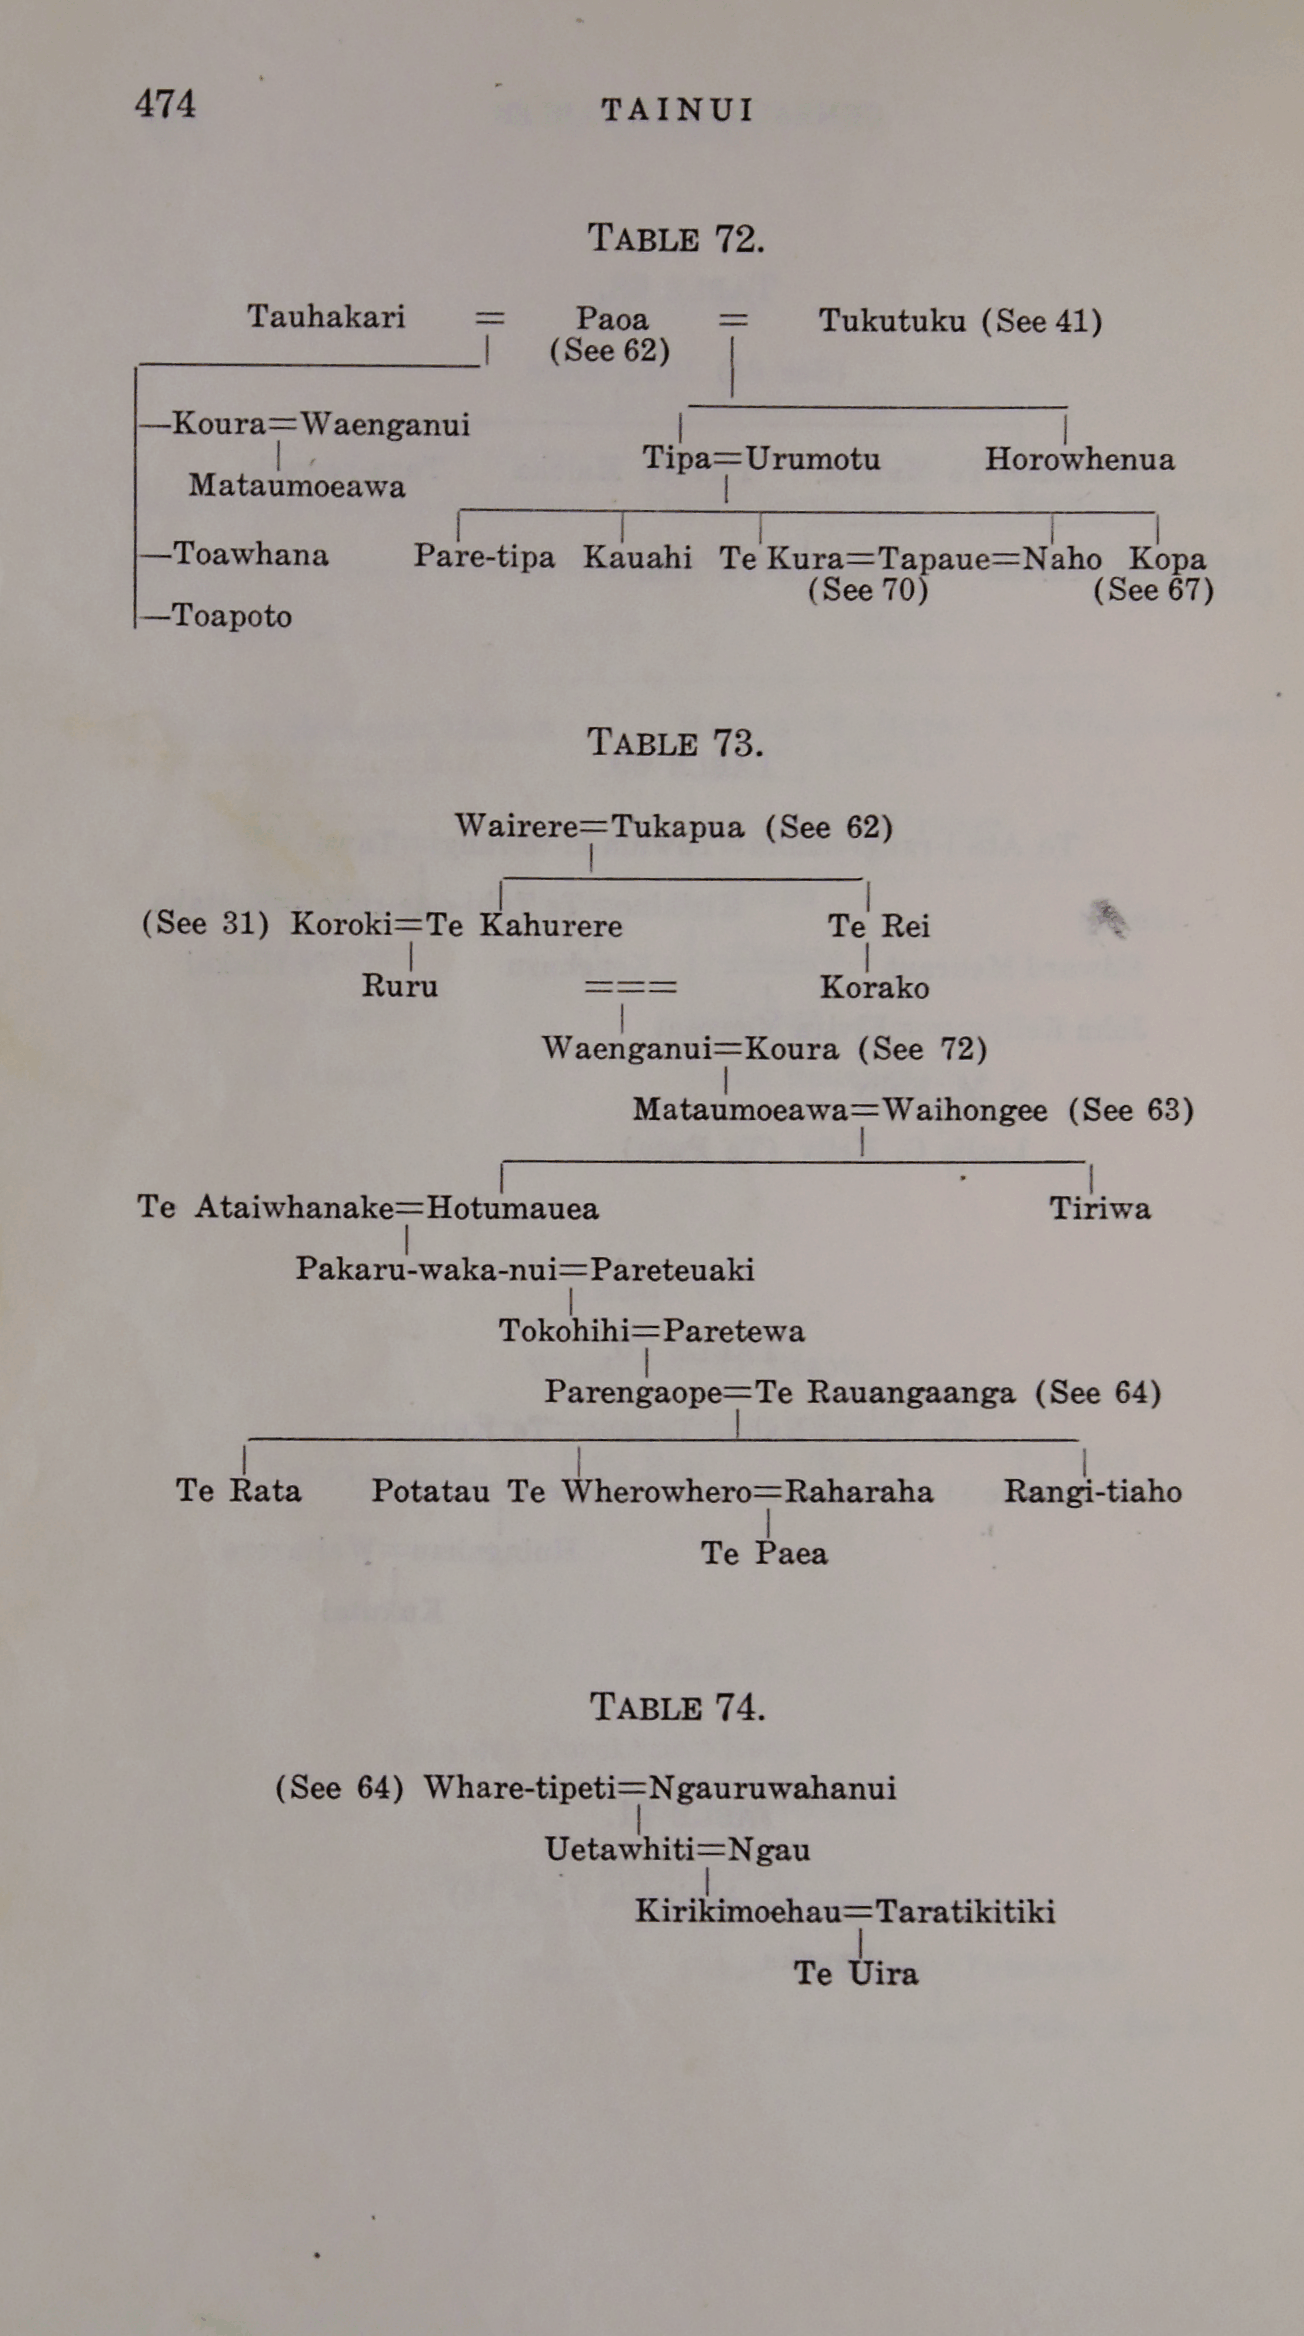 474 TAINUI
TABLE 72.
Tauhakari = Paoa = Tukutuku (See 41)
(See 62)
—Koura=Waenganui
Tipa=Urumotu Horowhenua
Mataumoeawa
—Toawhana Pare-tipa Kauahi Te Kura=Tapaue=Naho Kopa
(See 70) (See 67)
—Toapoto
TABLE 73.
Wairere=Tukapua (See 62)
(See 31) Koroki=Te Kahurere Te Rei
Ruru === Korako
Waenganui=Koura (See 72)
Mataumoeawa=Waihongee (See 63)
Te Ataiwhanake=Hotumauea Tiriwa
Pakaru-waka-nui=Pareteuaki
Tokohihi=Paretewa
Parengaope=Te Rauangaanga (See 64)
Te Rata Potatau Te Wherowhero=Raharaha Rangi-tiaho
Te Paea
TABLE 74.
(See 64) Whare-tipeti=Ngauruwahanui
Uetawhiti=Ngau
Kirikimoehau=Taratikitiki
Te Uira